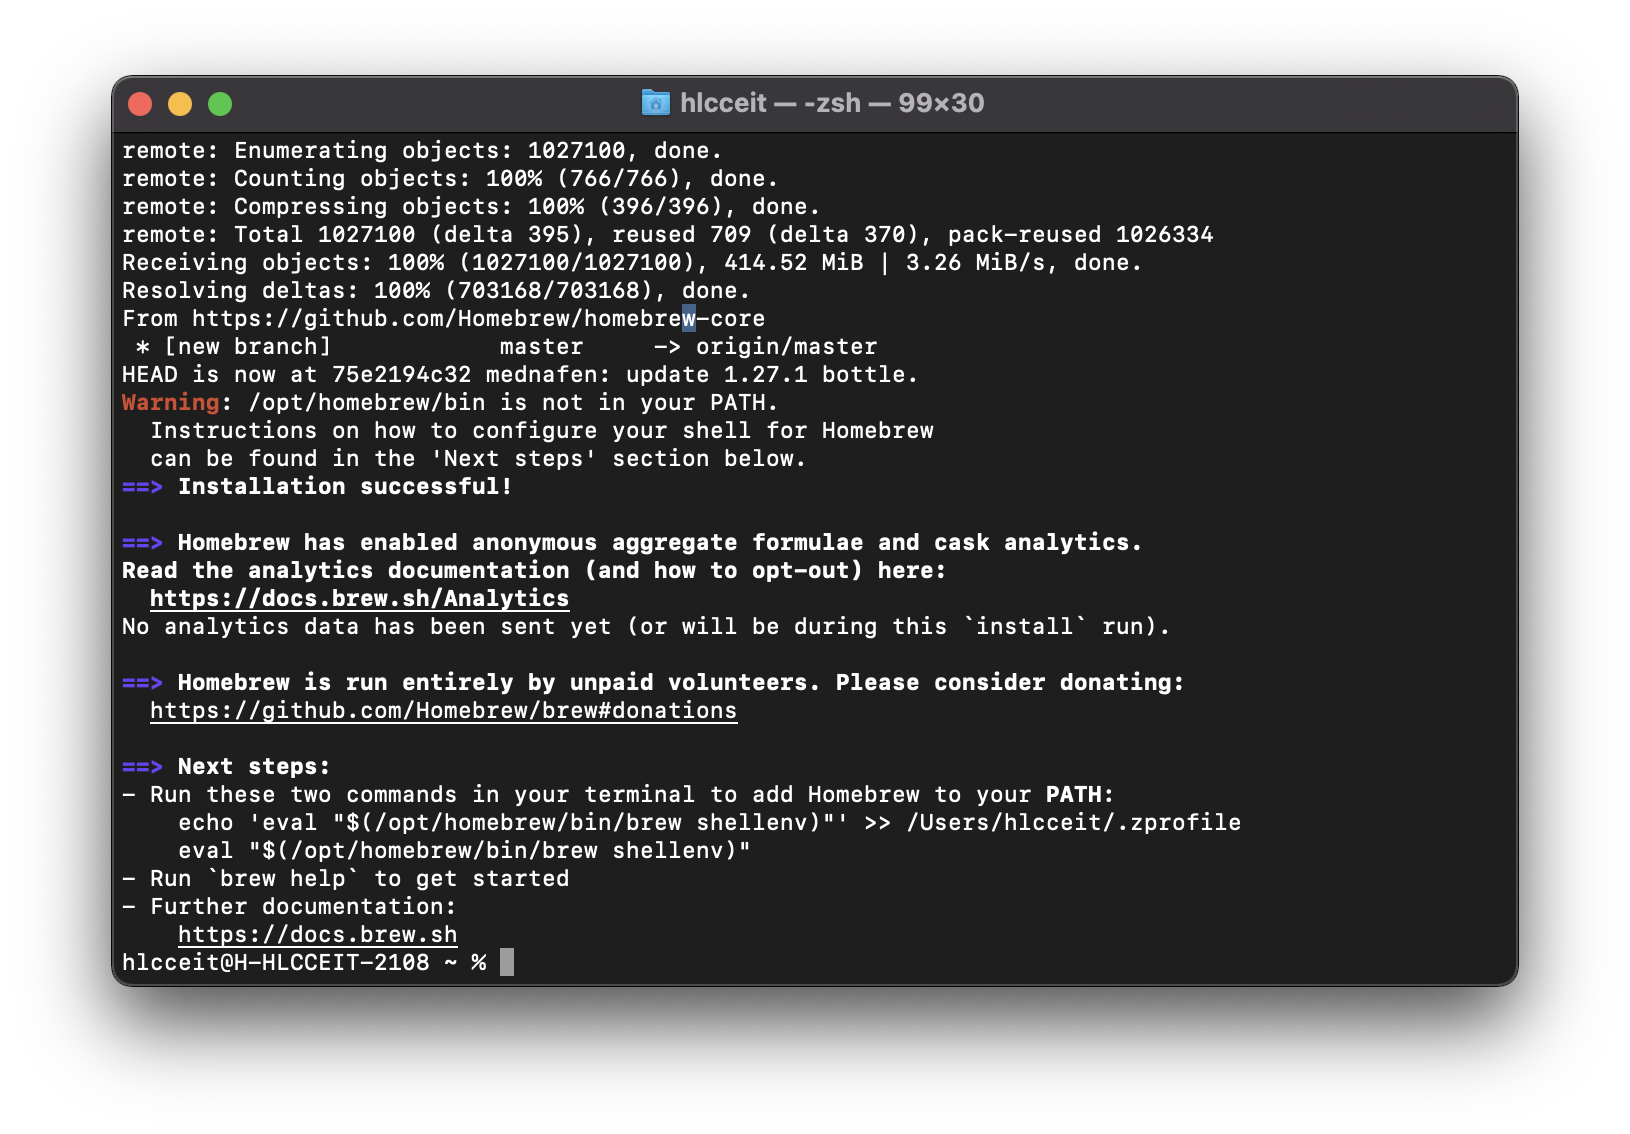 hlcceit — -zsh — 99×30
remote: Enumerating objects: 1027100, done.
remote: Counting objects: 100% (766/766), done.
remote: Compressing objects: 100% (396/396), done.
remote: Total 1027100 (delta 395), reused 709 (delta 370), pack-reused 1026334
Receiving objects: 100% (1027100/1027100), 414.52 MiB | 3.26 MiB/s, done.
Resolving deltas: 100% (703168/703168), done.
From https://github.com/Homebrew/homebrew-core
 * [new branch]            master     -> origin/master
HEAD is now at 75e2194c32 mednafen: update 1.27.1 bottle.
Warning: /opt/homebrew/bin is not in your PATH.
  Instructions on how to configure your shell for Homebrew
  can be found in the 'Next steps' section below.
==> Installation successful!

==> Homebrew has enabled anonymous aggregate formulae and cask analytics.
Read the analytics documentation (and how to opt-out) here:
  https://docs.brew.sh/Analytics
No analytics data has been sent yet (or will be during this `install` run).

==> Homebrew is run entirely by unpaid volunteers. Please consider donating:
  https://github.com/Homebrew/brew#donations

==> Next steps:
- Run these two commands in your terminal to add Homebrew to your PATH:
    echo 'eval "$(/opt/homebrew/bin/brew shellenv)"' >> /Users/hlcceit/.zprofile
    eval "$(/opt/homebrew/bin/brew shellenv)"
- Run `brew help` to get started
- Further documentation:
    https://docs.brew.sh
hlcceit@H-HLCCEIT-2108 ~ %